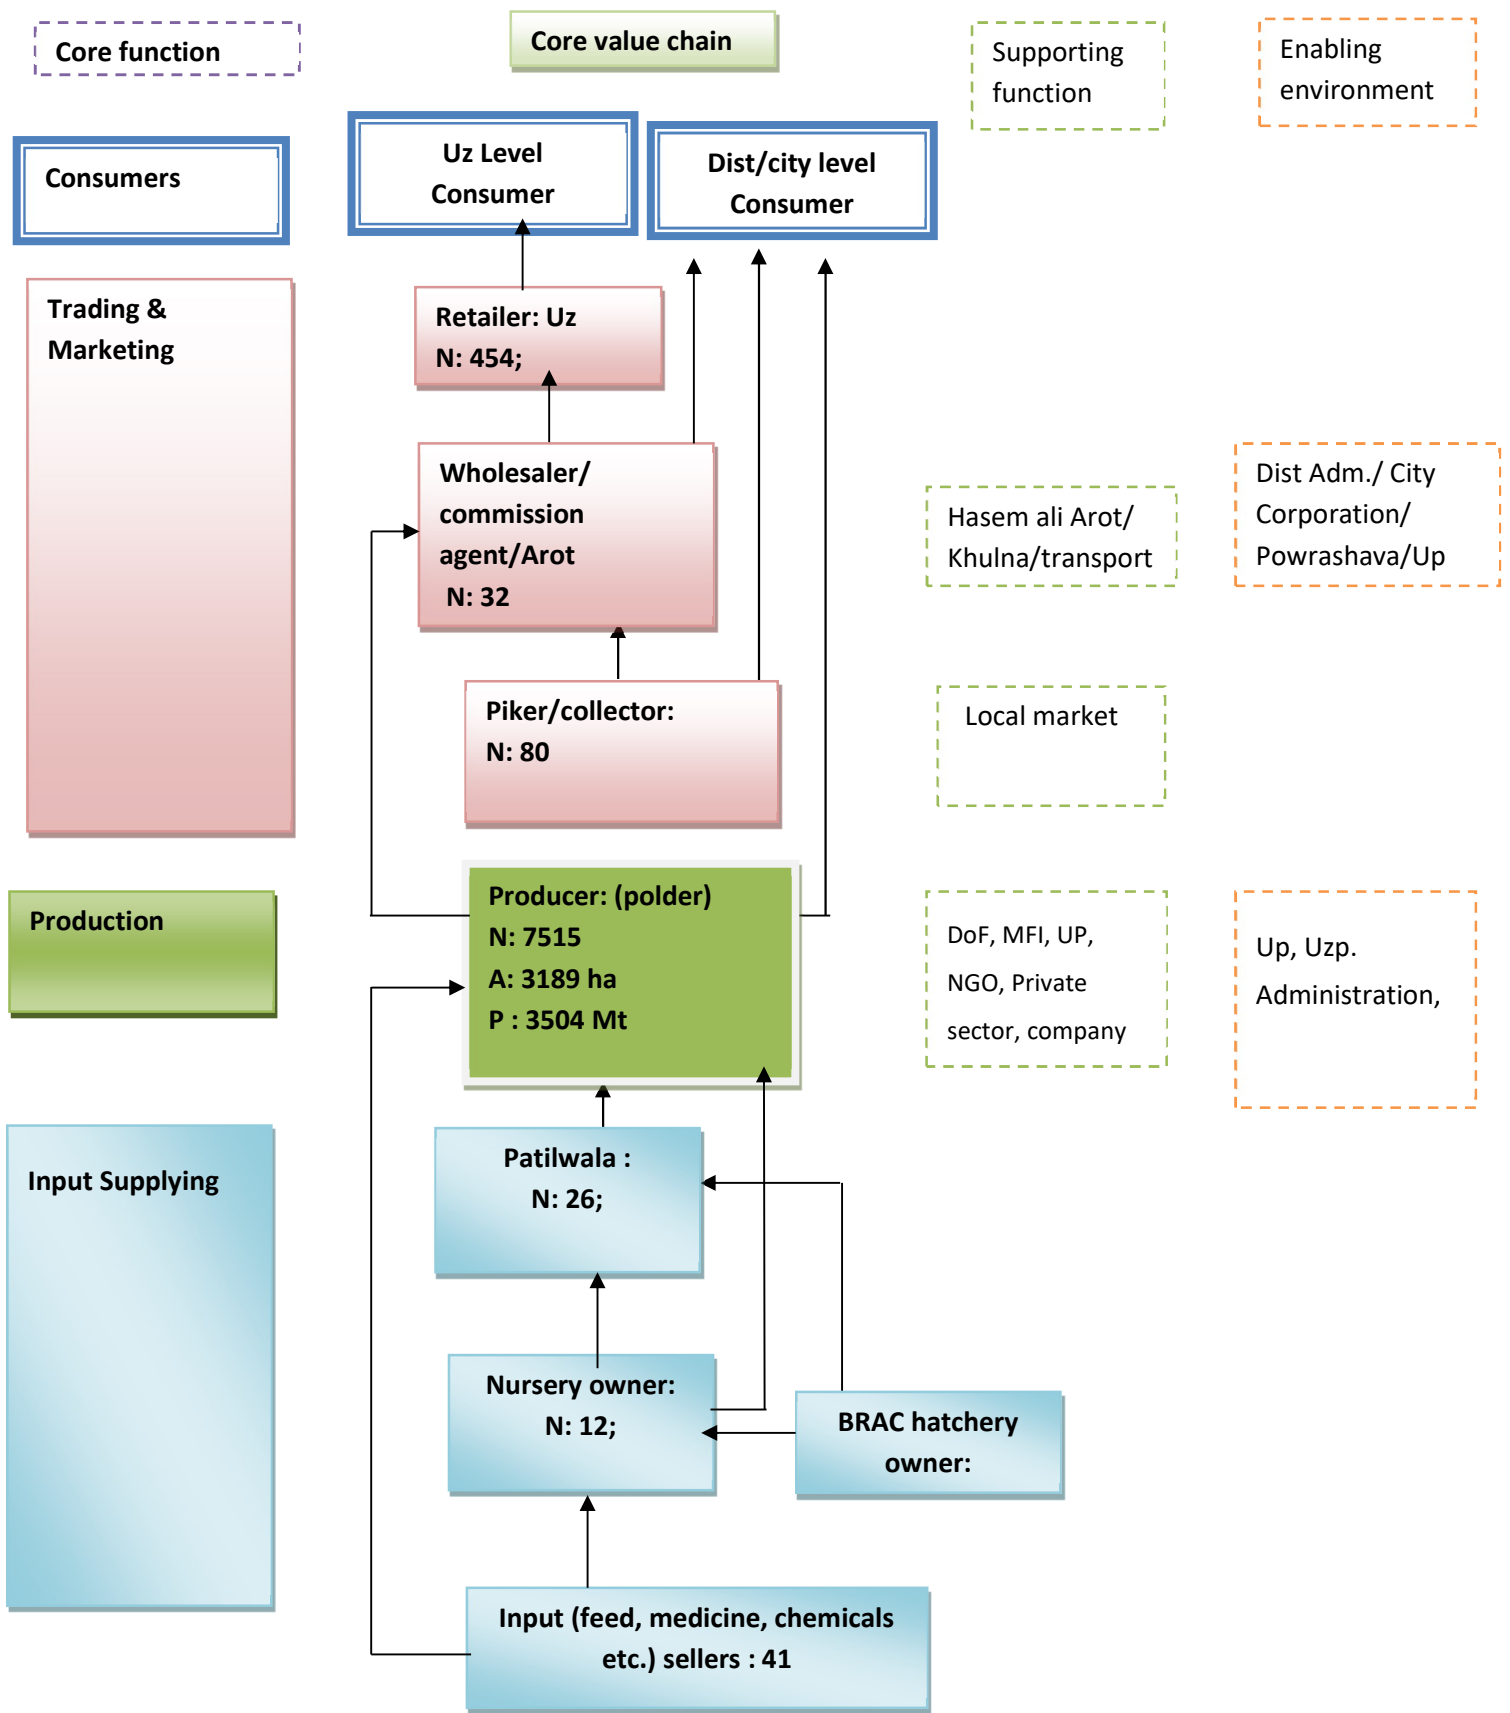 Core function
Core value chain
Supporting
function
Enabling
environment
Consumers
Uz Level
Consumer
Dist/city level
Consumer
Trading &
Marketing
Retailer: Uz
N: 454;
Wholesaler/
commission
agent/Arot
N: 32
Hasem ali Arot/
Khulna/transport
Dist Adm./ City
Corporation/
Powrashava/Up
Piker/collector:
N: 80
Local market
Production
Producer: (polder)
N: 7515
A: 3189 ha
P : 3504 Mt
DoF, MFI, UP,
NGO, Private
sector, company
Up, Uzp.
Administration,
Input Supplying
Patilwala :
N: 26;
Nursery owner:
N: 12;
BRAC hatchery
owner:
Input (feed, medicine, chemicals
etc.) sellers : 41